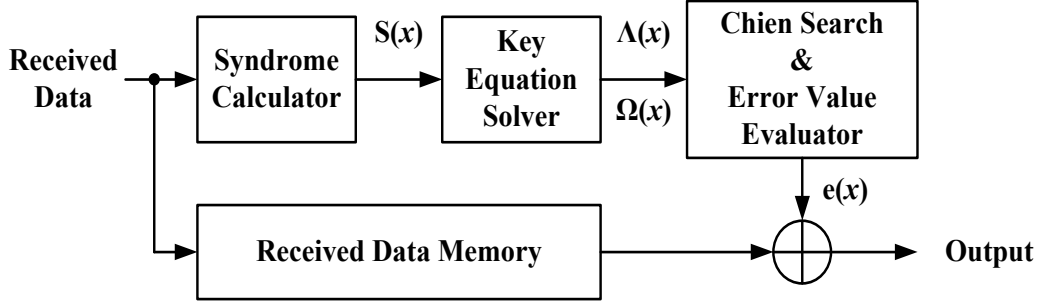 Received
Data
Syndrome
Calculator
S(x)
Key
Equation
Solver
Λ(x)
Ω(x)
Chien Search
&
Error Value
Evaluator
e(x)
Received Data Memory
Output